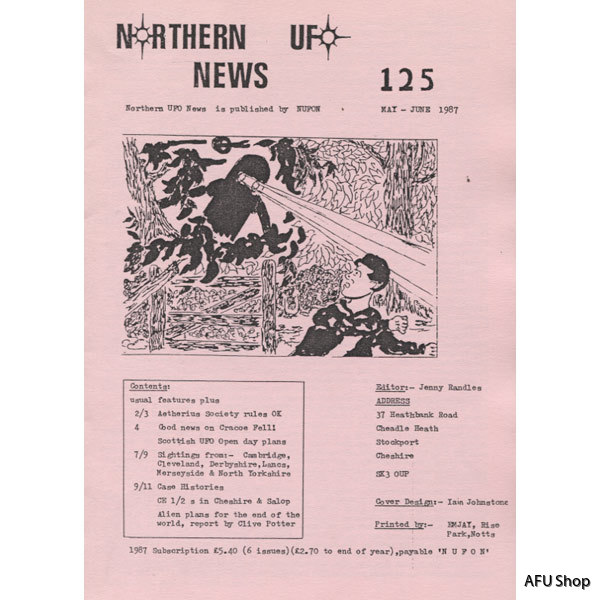 NORTHERN UFO
NEWS
125
Northern UFO News is published by NUFON
MAY - JUNE 1987
Contents:
usual features plus
2/3 Aetherius Society rules OK
4 Good news on Cracoe Fell!
Scottish UFO Open day plans
7/9 Sightings from:- Cambridge,
Cleveland, Derbyshire,Lancs,
Merseyside & North Yorkshire
9/11 Case Histories
CE 1/2 s in Cheshire & Salop
Alien plans for the end of the
world, report by Clive Potter
Editor:- Jenny Randles
ADDRESS
37 Heathbank Road
Cheadle Heath
Stockport
Cheshire
SK3 0UP
Cover Design:- Iain Johnstone
Printed by:- EMJAY, Rise
Park,Notts
1987 Subscription £5.40 (6 issues)(£2.70 to end of year),payable 'N U F O N'
AFU Shop